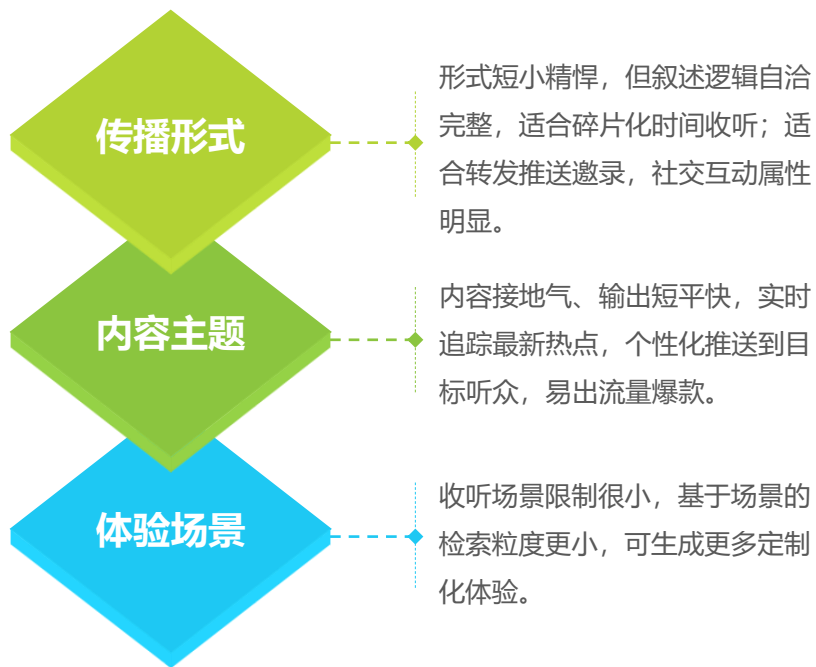 传播形式
形式短小精悍，但叙述逻辑自洽
完整，适合碎片化时间收听；适
合转发推送邀录，社交互动属性
明显。
内容主题
内容接地气、输出短平快，实时
追踪最新热点，个性化推送到目
标听众，易出流量爆款。
体验场景
收听场景限制很小，基于场景的
检索粒度更小，可生成更多定制
化体验。